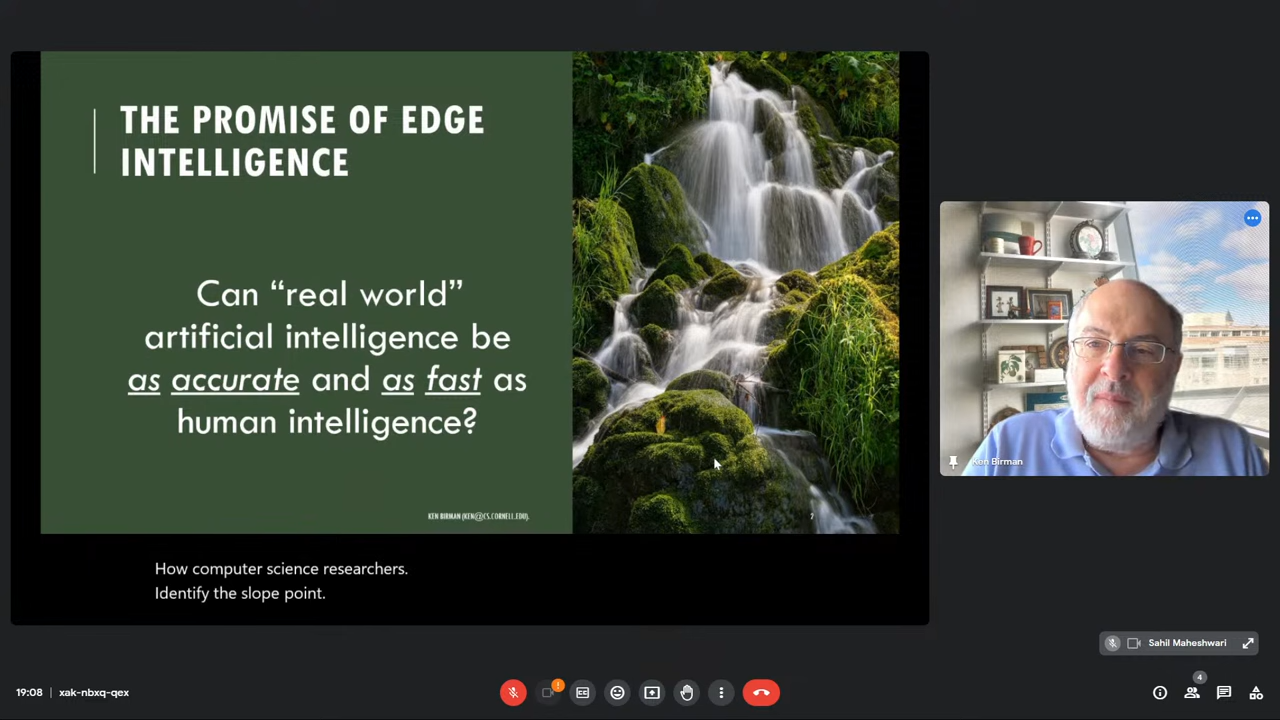 THE PROMISE OF EDGE
INTELLIGENCE
Can “real world”
artificial intelligence be
as accurate and as fast as
human intelligence?
KEN BIRMAN (KEN@CS.CORNELL.EDU).
7
How computer science researchers.
Identify the slope point.
Ken Birman
Sahil Maheshwari
19:08 | xak-nbxq-qex
4